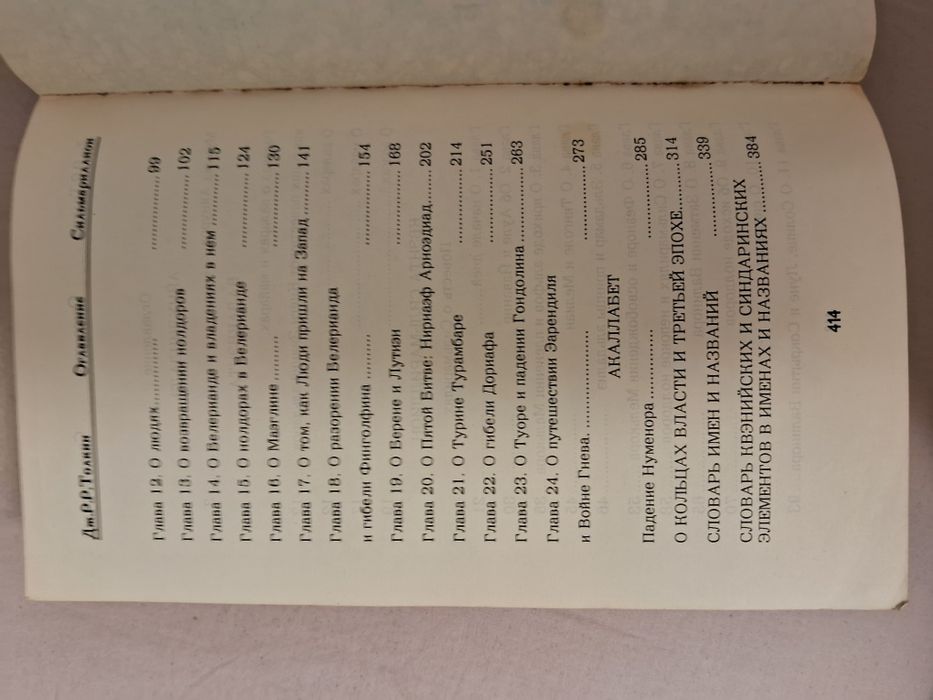 Дж.Р.Р.Толкин Оглавление Сильмариллион
Глава 12. О людях............ ............... 99
Глава 13. О возвращении нолдоров ............... 102
Глава 14. О Велерианде и владениях в нем ............... 115
Глава 15. О нолдорах в Белерианде ............... 124
Глава 16. О Маэглине............ ............... 130
Глава 17. О том, как Люди пришли на Запад ............... 141
Глава 18. О разорении Белерианда
и гибели Финголфина .......... ............... 154
Глава 19. О Берене и Лутиэн ............... 168
Глава 20. О Пятой Битве: Нирнаэф Арноэдиад....... 202
Глава 21. О Турине Турамбаре ............... 214
Глава 22. О гибели Дориафа ............... 251
Глава 23. О Туоре и падении Гондолина ............... 263
Глава 24. О путешествии Эарендиля
и Войне Гнева. ............... ............... 273
АКАЛЛАБЕТ
Падение Нуменора ............... ............... 285
О КОЛЬЦАХ ВЛАСТИ И ТРЕТЬЕЙ ЭПОХЕ............ 314
СЛОВАРЬ ИМЕН И НАЗВАНИЙ ............... 339
СЛОВАРЬ КВЭНИЙСКИХ И СИНДАРИНСКИХ
ЭЛЕМЕНТОВ В ИМЕНАХ И НАЗВАНИЯХ ............ 384
414